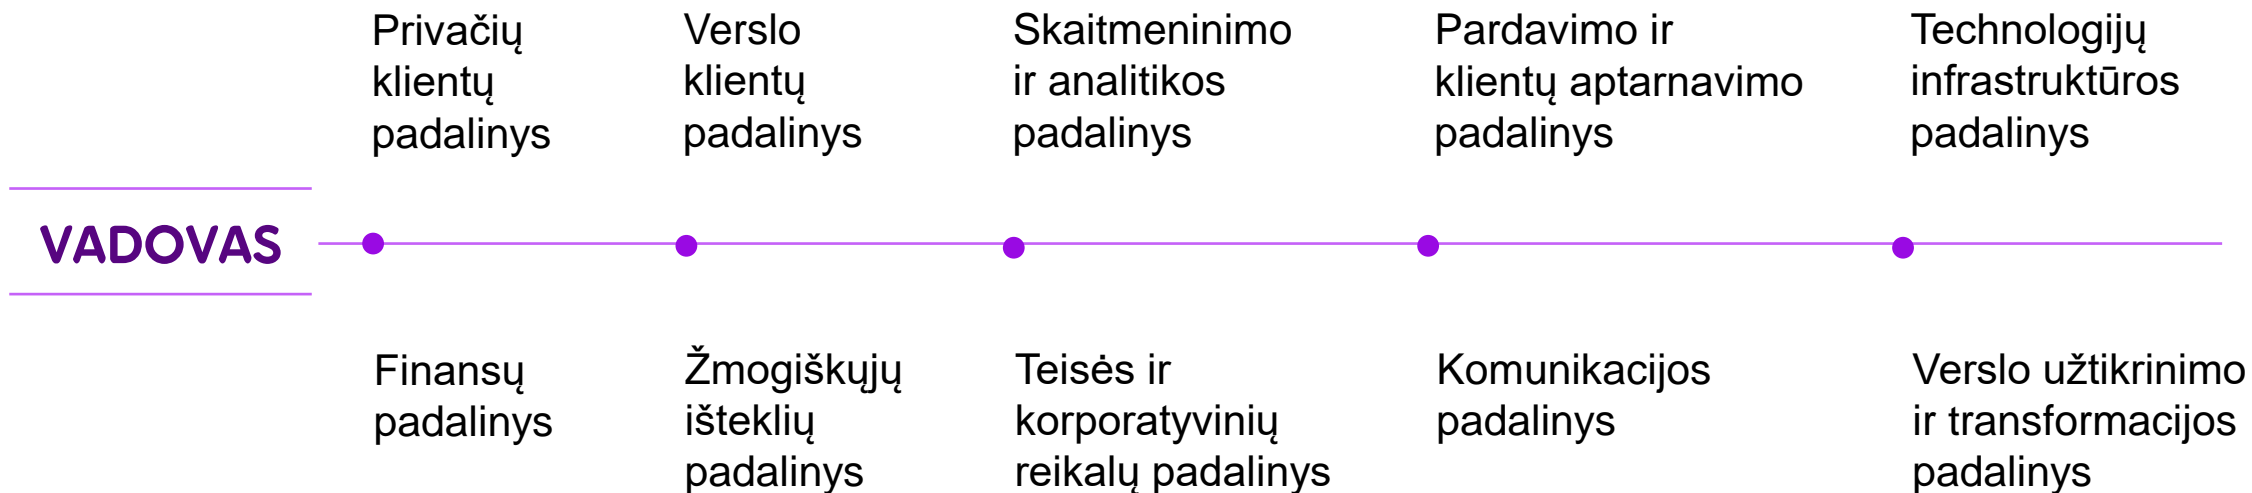 Privačių
klientų
padalinys
Verslo
klientų
padalinys
Skaitmeninimo
ir analitikos
padalinys
Pardavimo ir
klientų aptarnavimo
padalinys
Technologijų
infrastruktūros
padalinys
VADOVAS
Finansų
padalinys
Žmogiškųjų
išteklių
padalinys
Teisės ir
korporatyvinių
reikalų padalinys
Komunikacijos
padalinys
Verslo užtikrinimo
ir transformacijos
padalinys